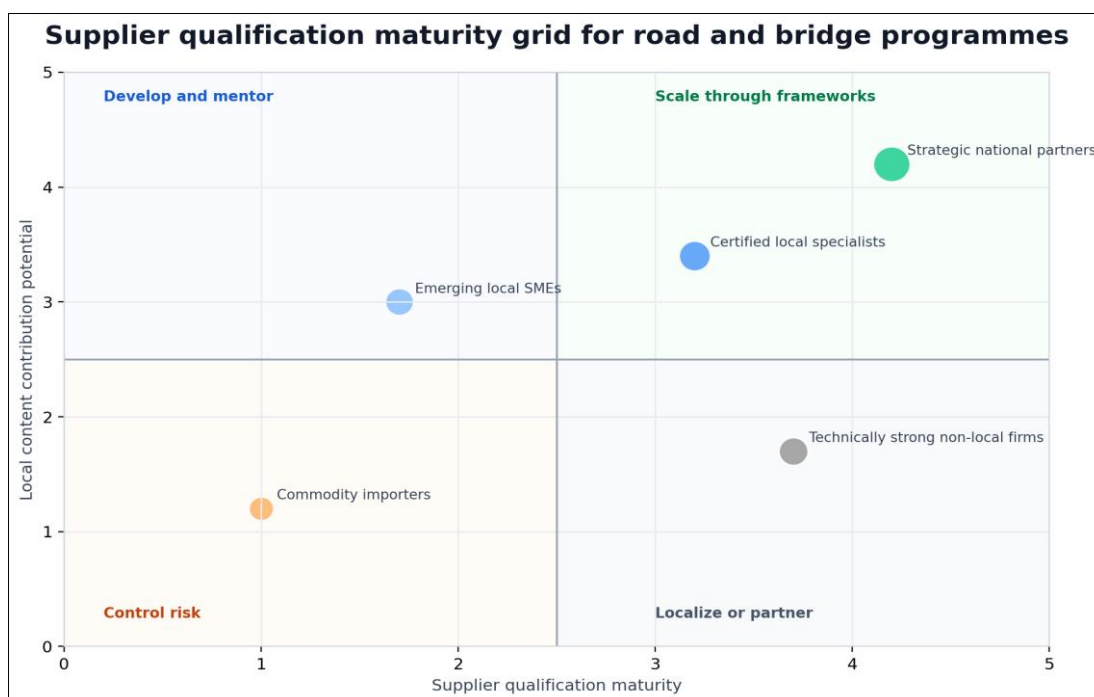 Supplier qualification maturity grid for road and bridge programmes
5
Develop and mentor
Scale through frameworks
Strategic national partners
4
Certified local specialists
Emerging local SMEs
3
Local content contribution potential
2
Technically strong non-local firms
Commodity importers
1
Control risk
Localize or partner
0
0 1 2 3 4 5
Supplier qualification maturity